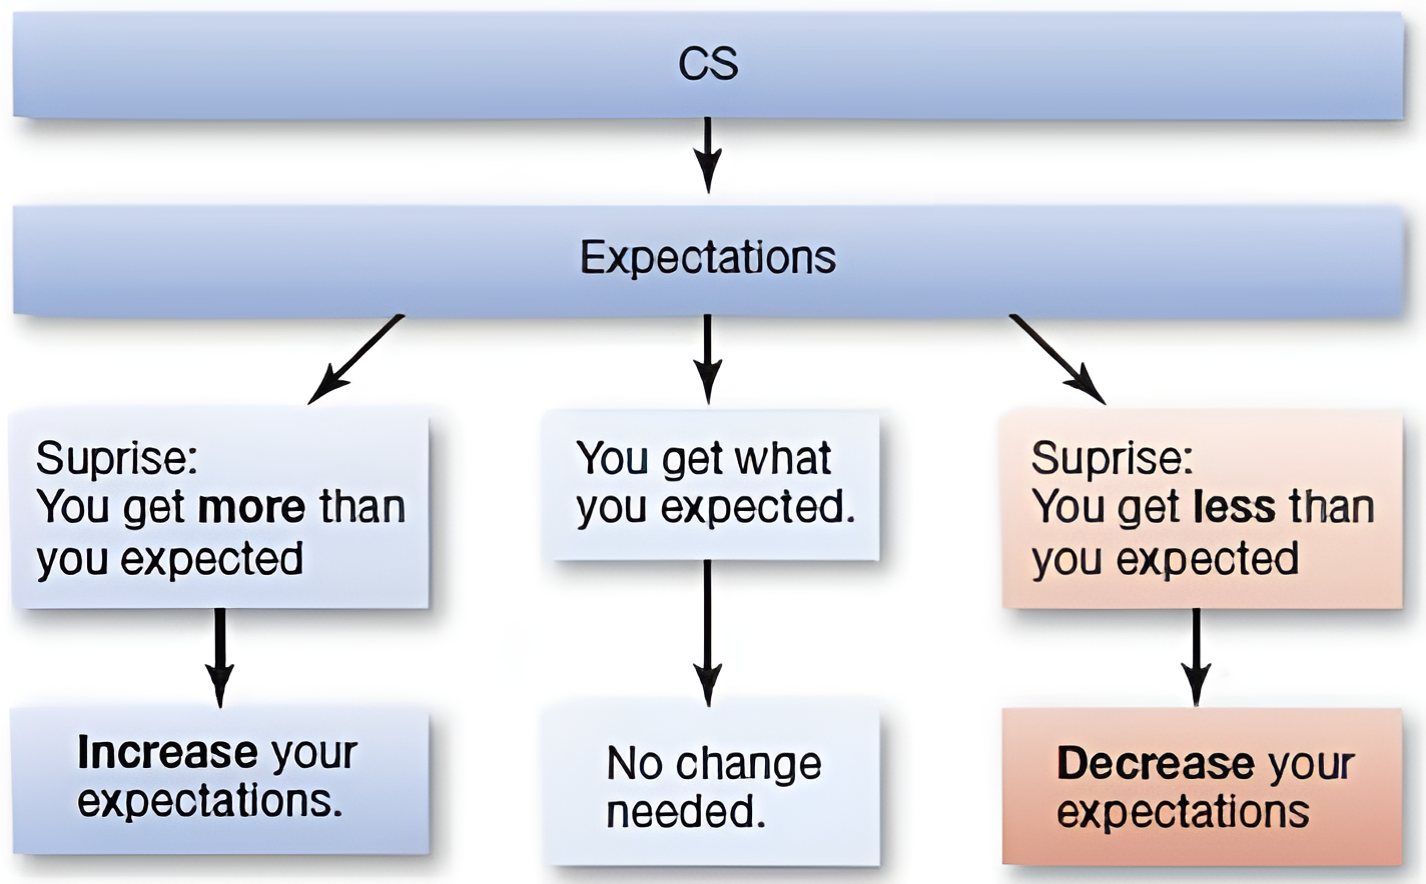 CS
Expectations
Suprise:
You get more than
you expected
You get what
you expected.
Suprise:
You get less than
you expected
Increase your
expectations.
No change
needed.
Decrease your
expectations